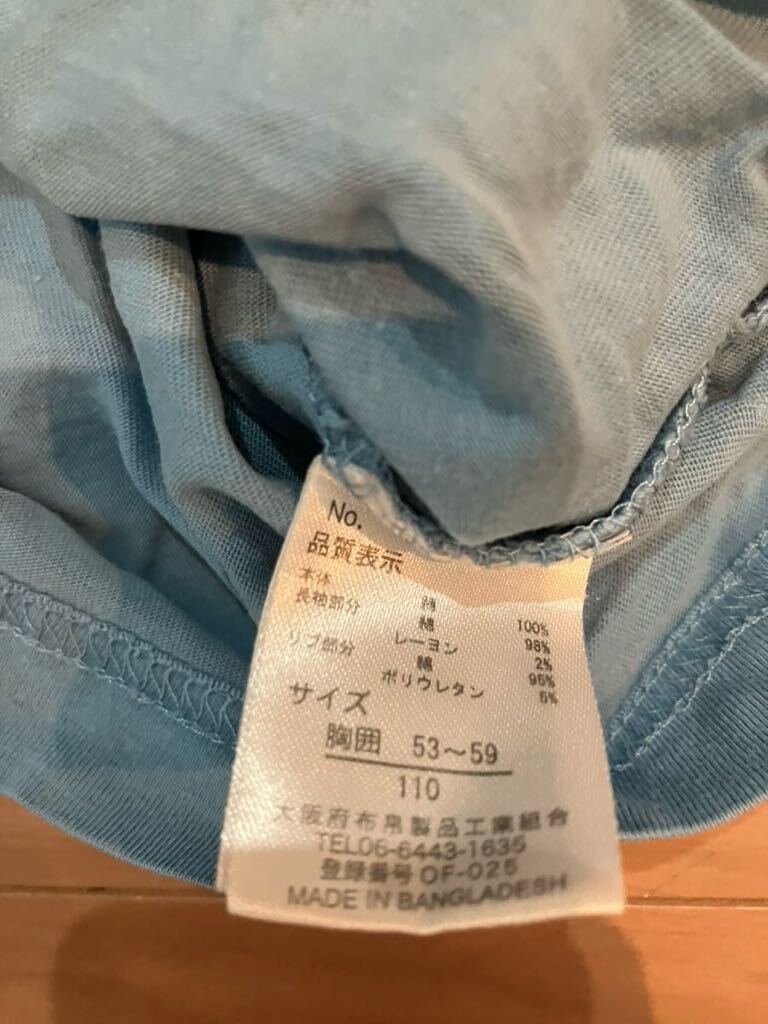 No.
品質表示
本体 綿 100%
長袖部分 綿 98%
レーヨン 2%
リブ部分 綿 95%
ポリウレタン 5%
サイズ
胸囲 53～59
110
大阪府布帛製品工業組合
TEL06-6443-1635
登録番号OF-025
MADE IN BANGLADESH